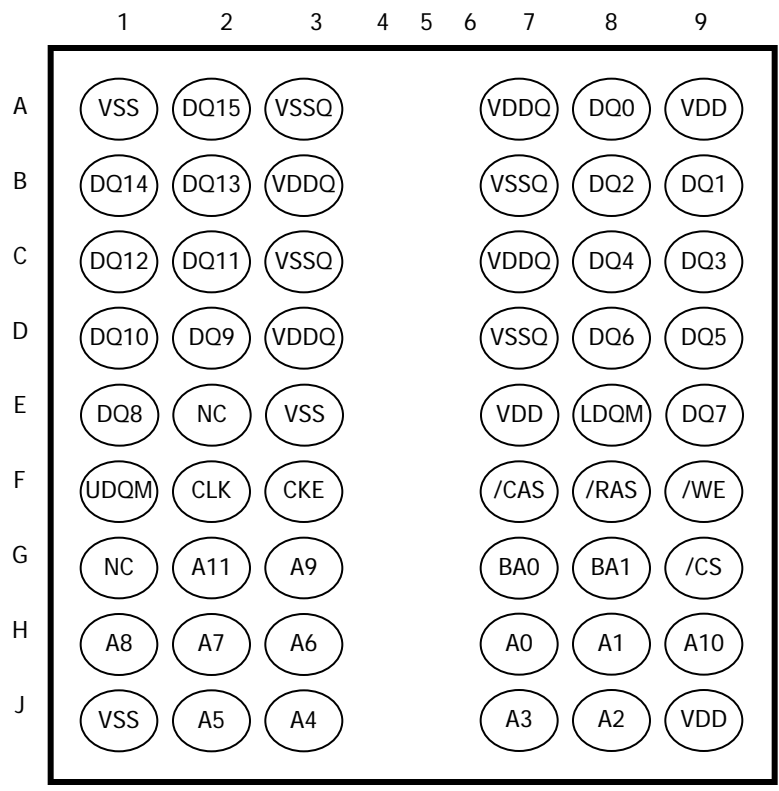 1 2 3 4 5 6 7 8 9
A VSS DQ15 VSSQ VDDQ DQ0 VDD
B DQ14 DQ13 VDDQ VSSQ DQ2 DQ1
C DQ12 DQ11 VSSQ VDDQ DQ4 DQ3
D DQ10 DQ9 VDDQ VSSQ DQ6 DQ5
E DQ8 NC VSS VDD LDQM DQ7
F UDQM CLK CKE /CAS /RAS /WE
G NC A11 A9 BA0 BA1 /CS
H A8 A7 A6 A0 A1 A10
J VSS A5 A4 A3 A2 VDD